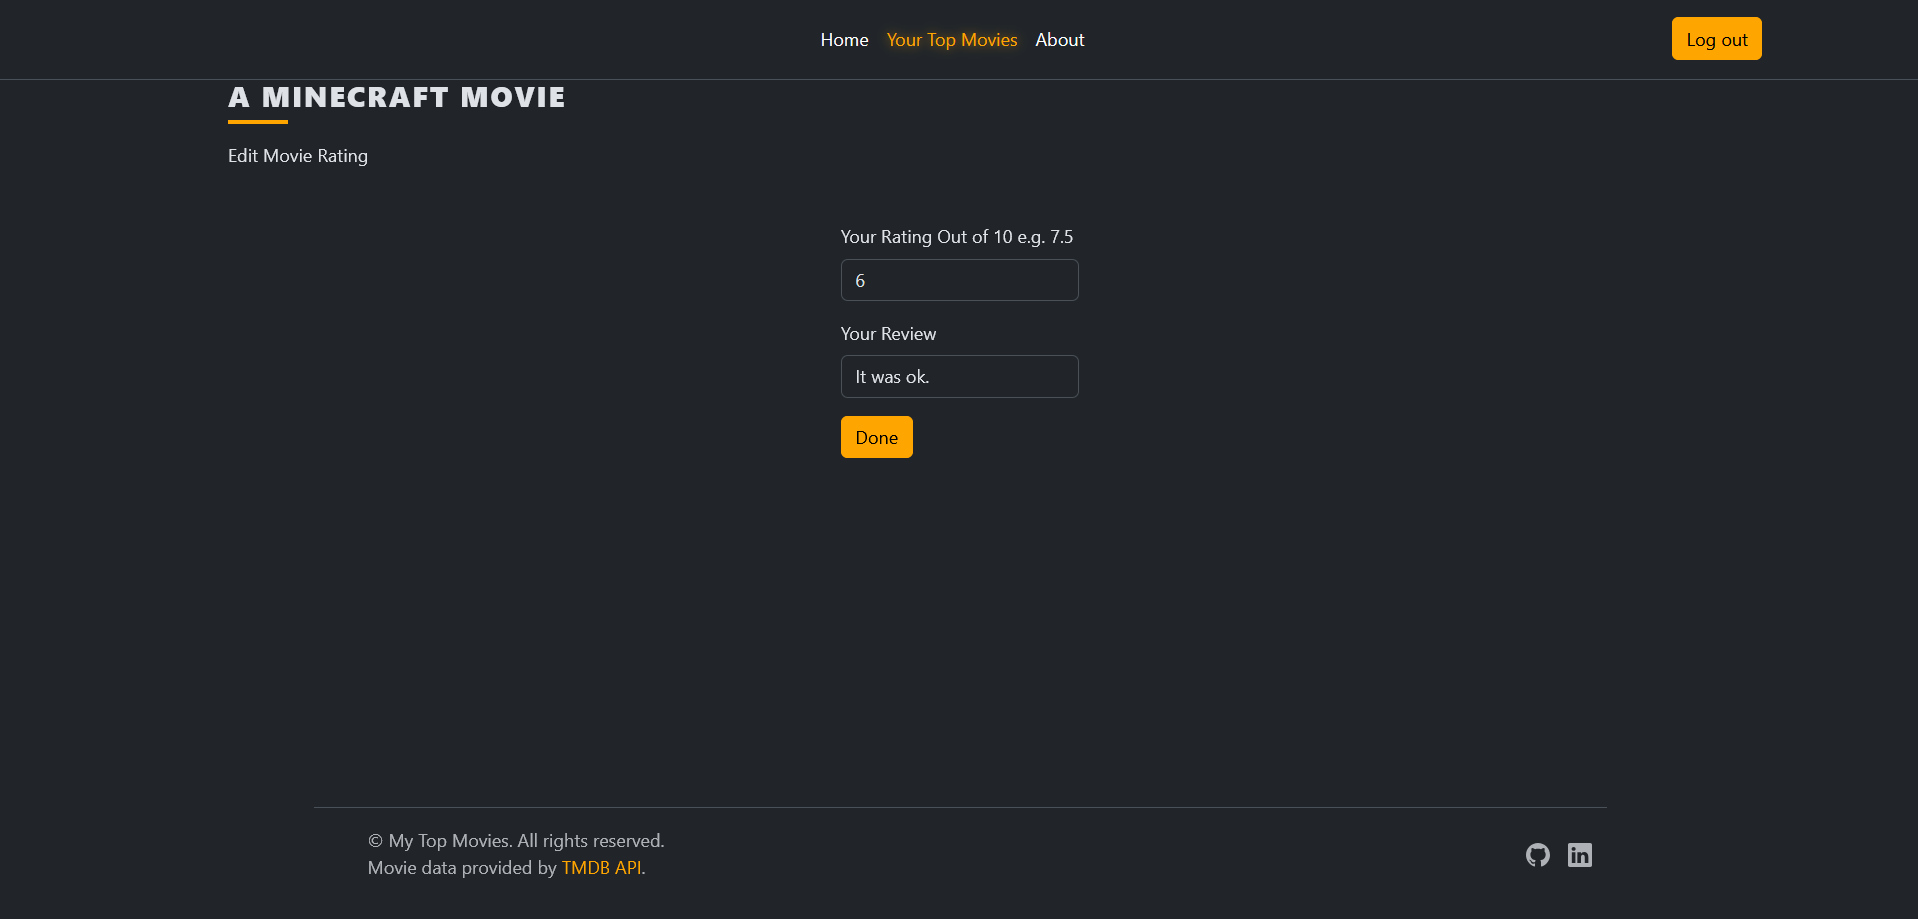 Home Your Top Movies About Log out
A MINECRAFT MOVIE
Edit Movie Rating
Your Rating Out of 10 e.g. 7.5
6
Your Review
It was ok.
Done
© My Top Movies. All rights reserved.
Movie data provided by TMDB API.
in